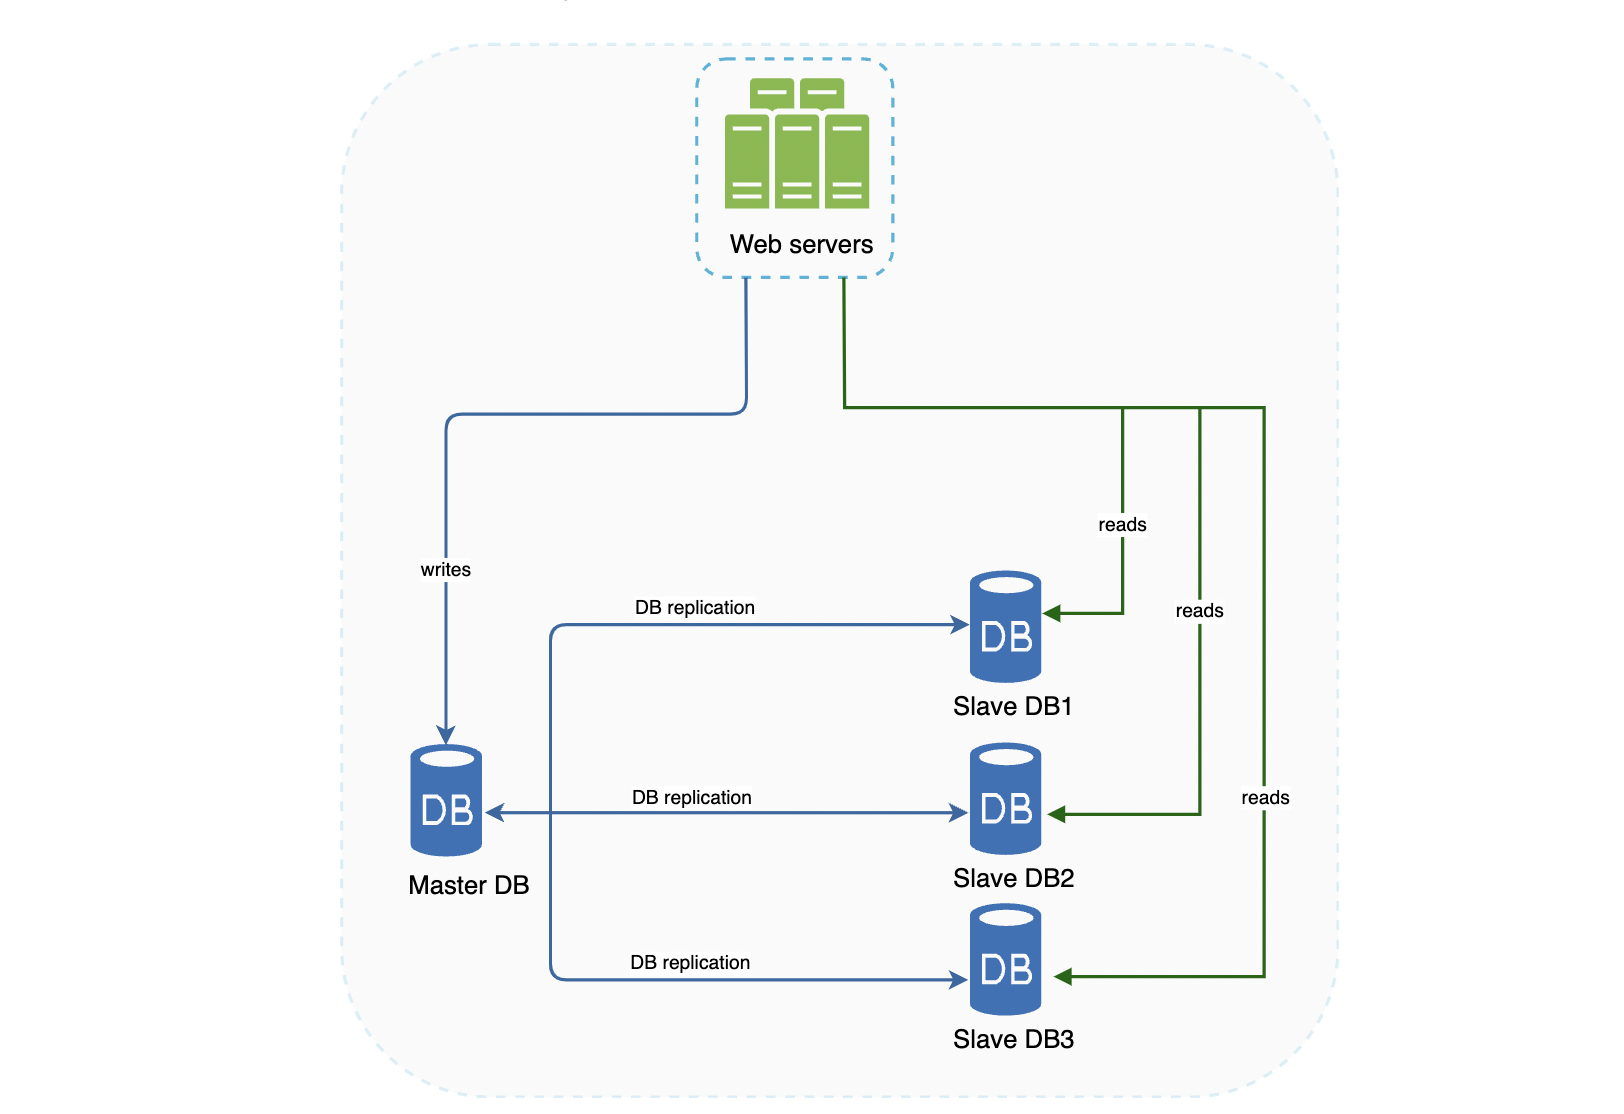 Web servers
reads
writes
DB replication
reads
DB
Slave DB1
DB replication
reads
DB
DB
Master DB
Slave DB2
DB replication
DB
Slave DB3